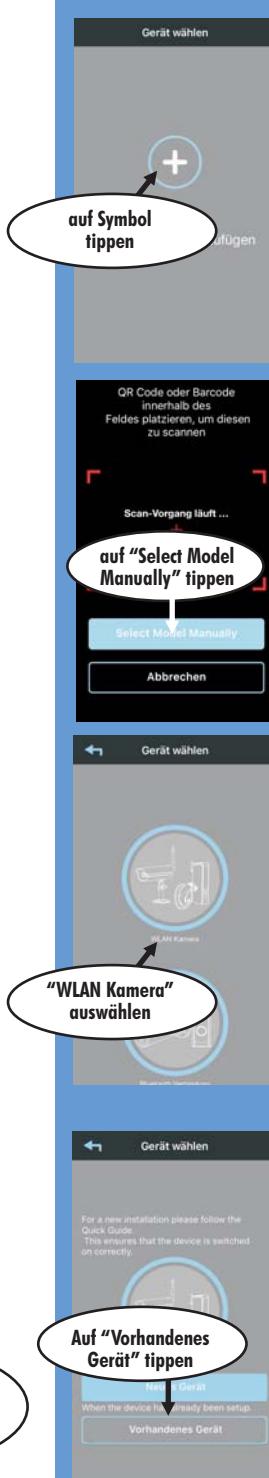 Gerät wählen
auf Symbol
tippen
ufügen
QR Code oder Barcode
innerhalb des
Feldes platzieren, um diesen
zu scannen
Scan-Vorgang läuft ...
auf “Select Model
Manually” tippen
Select Model Manually
Abbrechen
Gerät wählen
WLAN Kamera
“WLAN Kamera”
auswählen
Gerät wählen
For a new installation please follow the
Quick Guide.
This ensures that the device is switched
on correctly.
Auf “Vorhandenes
Gerät” tippen
Neues Gerät
When the device has already been setup.
Vorhandenes Gerät